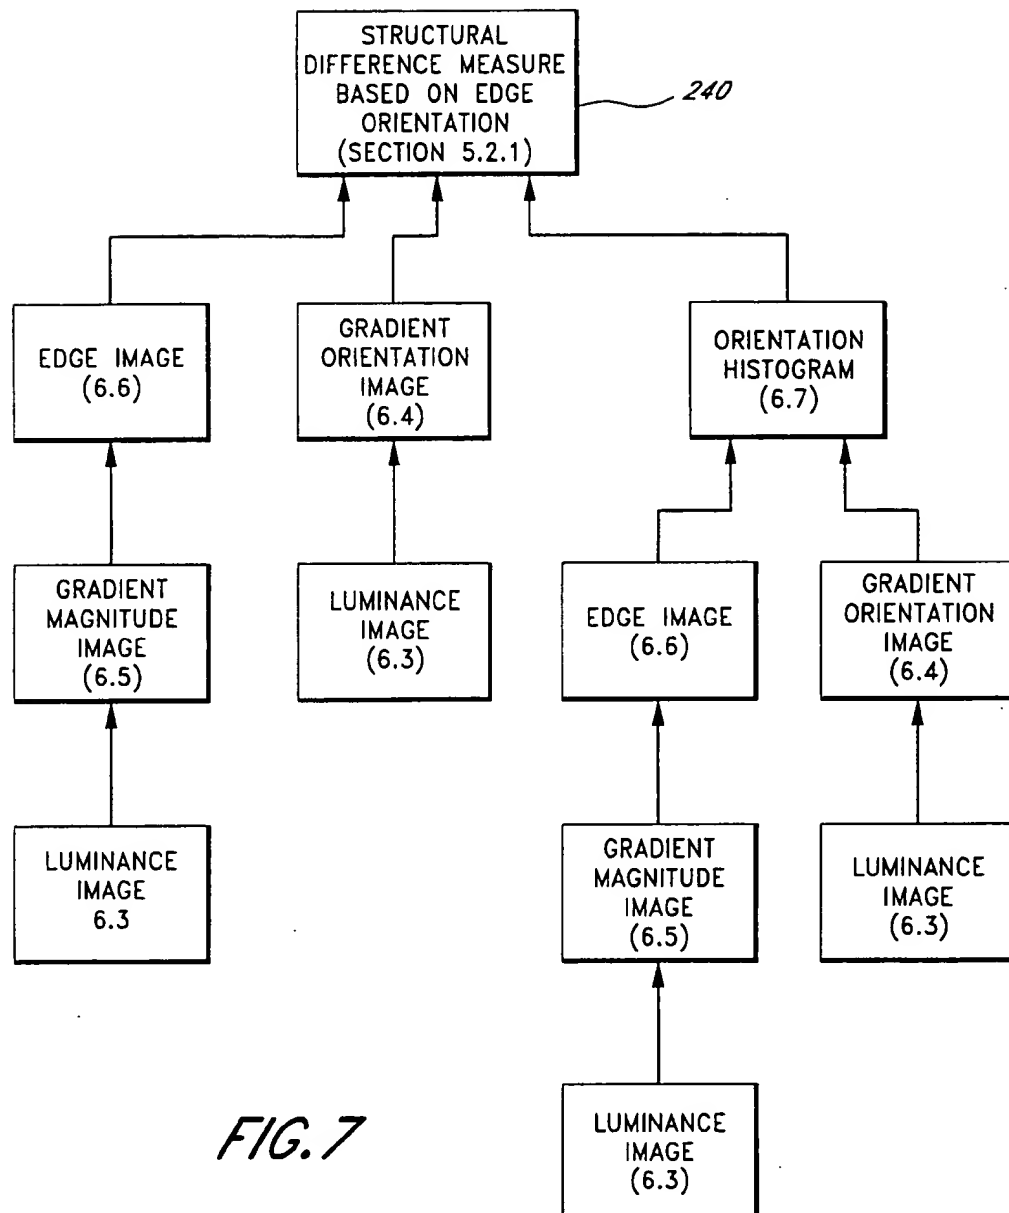 STRUCTURAL
DIFFERENCE MEASURE
BASED ON EDGE
ORIENTATION
(SECTION 5.2.1)
240
EDGE IMAGE
(6.6)
GRADIENT
ORIENTATION
IMAGE
(6.4)
ORIENTATION
HISTOGRAM
(6.7)
GRADIENT
MAGNITUDE
IMAGE
(6.5)
LUMINANCE
IMAGE
(6.3)
EDGE IMAGE
(6.6)
GRADIENT
ORIENTATION
IMAGE
(6.4)
LUMINANCE
IMAGE
6.3
GRADIENT
MAGNITUDE
IMAGE
(6.5)
LUMINANCE
IMAGE
(6.3)
LUMINANCE
IMAGE
(6.3)
FIG. 7